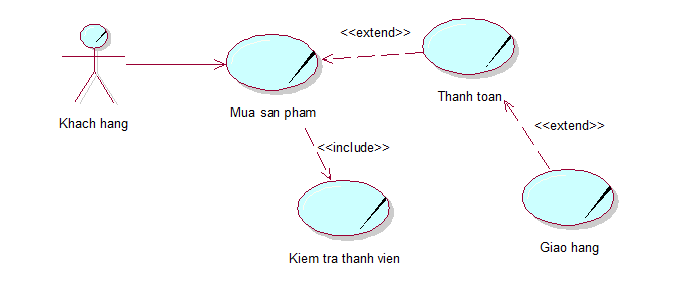 <<extend>>
Thanh toan
Khach hang
Mua san pham
<<extend>>
<<include>>
Giao hang
Kiem tra thanh vien